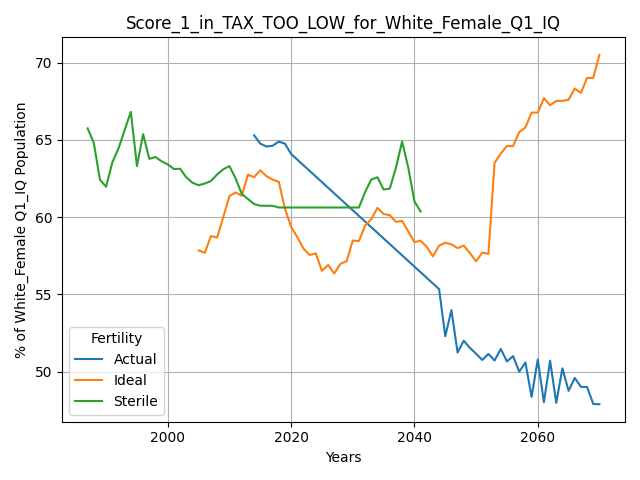 Score_1_in_TAX_TOO_LOW_for_White_Female_Q1_IQ
% of White_Female Q1_IQ Population
70
65
60
55
50
Fertility
Actual
Ideal
Sterile
2000 2020 2040 2060
Years